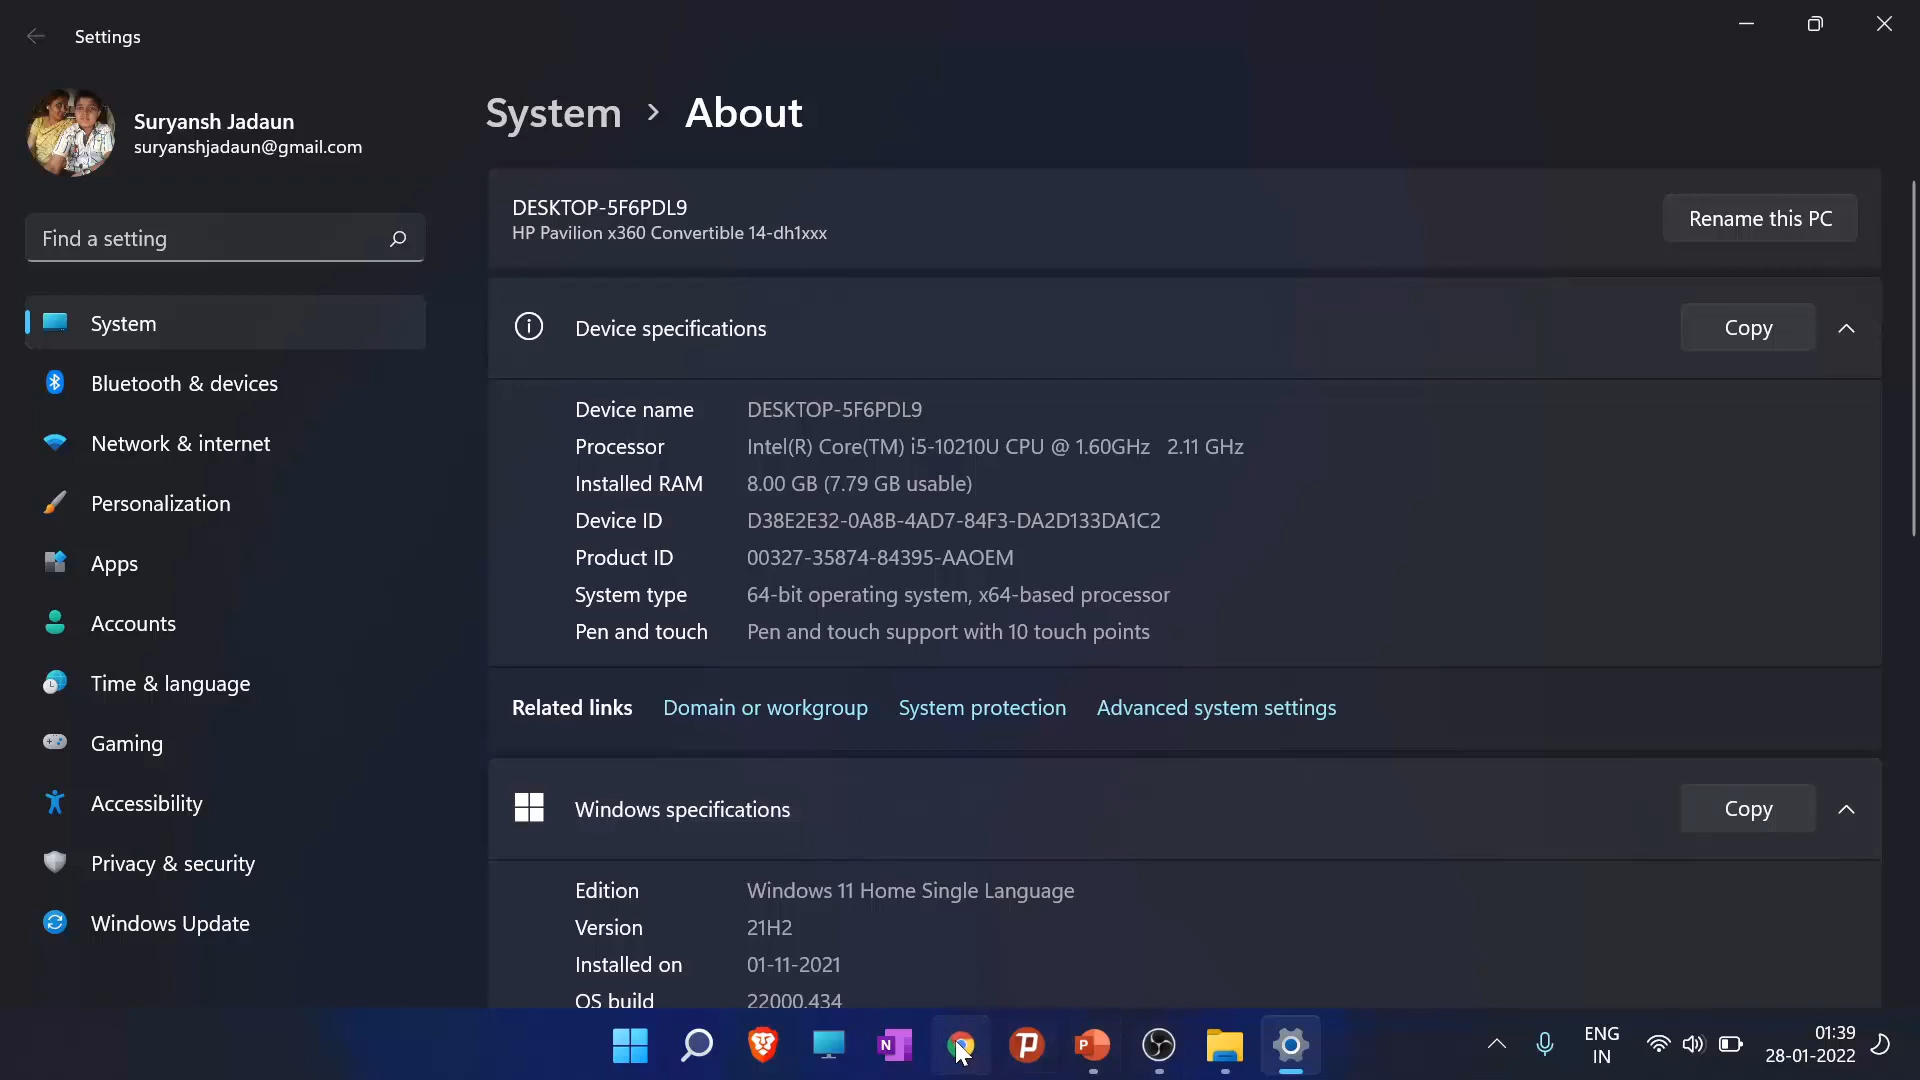 Settings
Suryansh Jadaun
suryanshjadaun@gmail.com
Find a setting
System
Bluetooth & devices
Network & internet
Personalization
Apps
Accounts
Time & language
Gaming
Accessibility
Privacy & security
Windows Update
System › About
DESKTOP-5F6PDL9
HP Pavilion x360 Convertible 14-dh1xxx
Rename this PC
Device specifications
Copy
Device name DESKTOP-5F6PDL9
Processor Intel(R) Core(TM) i5-10210U CPU @ 1.60GHz 2.11 GHz
Installed RAM 8.00 GB (7.79 GB usable)
Device ID D38E2E32-0A8B-4AD7-84F3-DA2D133DA1C2
Product ID 00327-35874-84395-AAOEM
System type 64-bit operating system, x64-based processor
Pen and touch Pen and touch support with 10 touch points
Related links Domain or workgroup System protection Advanced system settings
Windows specifications
Copy
Edition Windows 11 Home Single Language
Version 21H2
Installed on 01-11-2021
OS build 22000.434
N
P
P
ENG
IN
01:39
28-01-2022